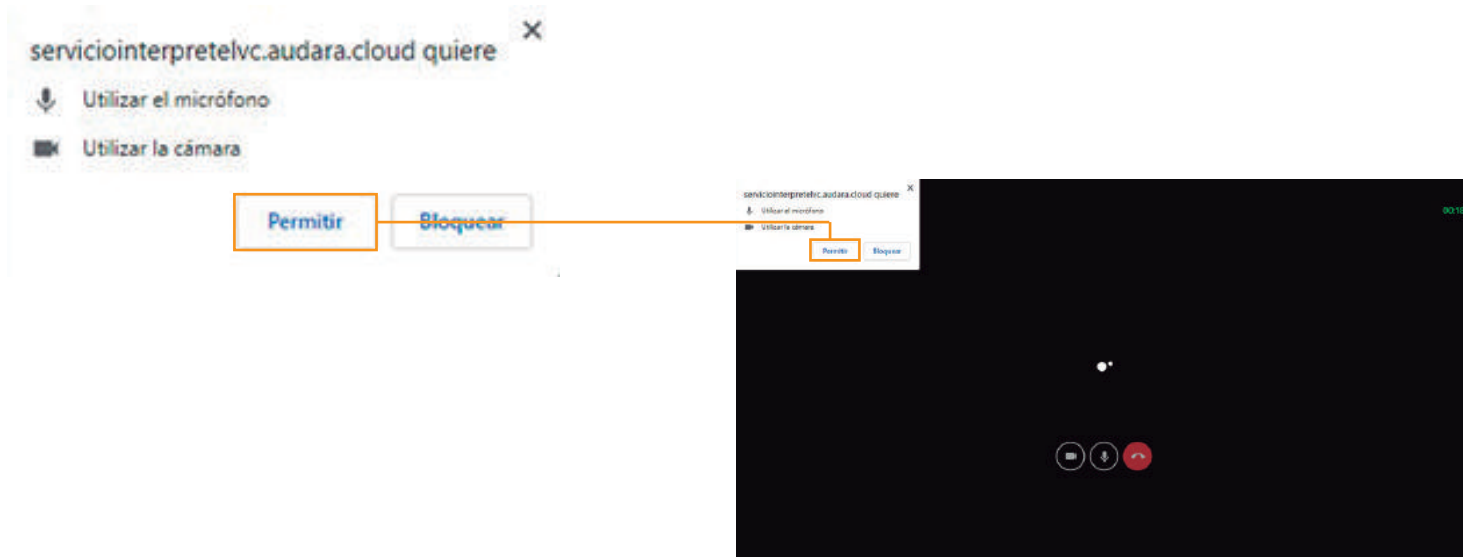 serviciointerpretelvc.audara.cloud quiere
Utilizar el micrófono
Utilizar la cámara
Permitir
Bloquear
serviciointerpretelvc.audara.cloud quiere
Utilizar el micrófono
Utilizar la cámara
Permitir
Bloquear